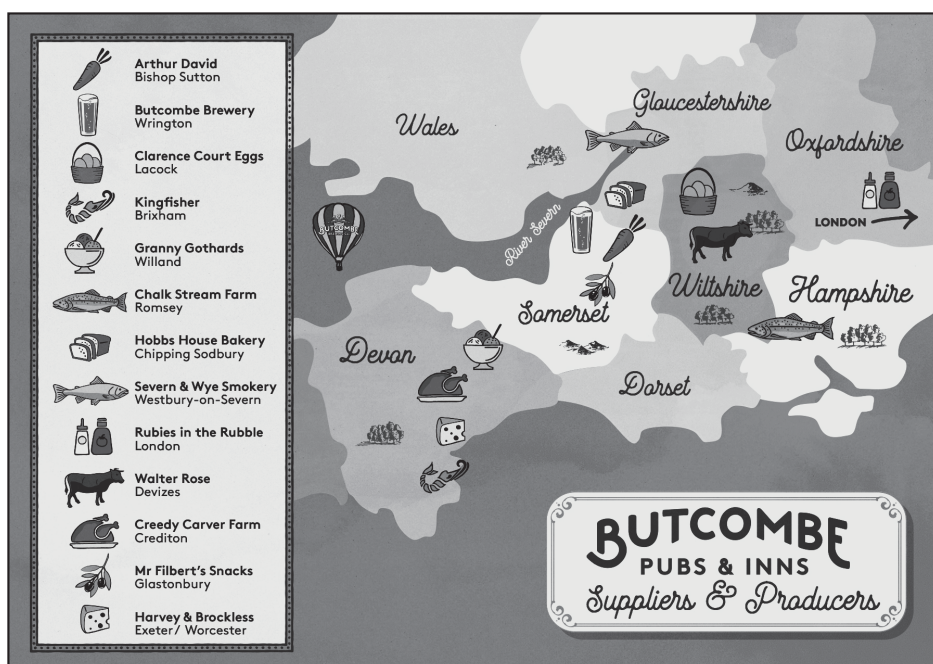 Arthur David
Bishop Sutton
Butcombe Brewery
Wrington
Clarence Court Eggs
Lacock
Kingfisher
Brixham
Granny Gothards
Willand
Chalk Stream Farm
Romsey
Hobbs House Bakery
Chipping Sodbury
Severn & Wye Smokery
Westbury-on-Severn
Rubies in the Rubble
London
Walter Rose
Devizes
Creedy Carver Farm
Crediton
Mr Filbert's Snacks
Glastonbury
Harvey & Brockless
Exeter/ Worcester
Wales
Gloucestershire
Oxfordshire
LONDON
BUTCOMBE
River Severn
Wiltshire
Hampshire
Somerset
Devon
Dorset
BUTCOMBE
PUBS & INNS
Suppliers & Producers